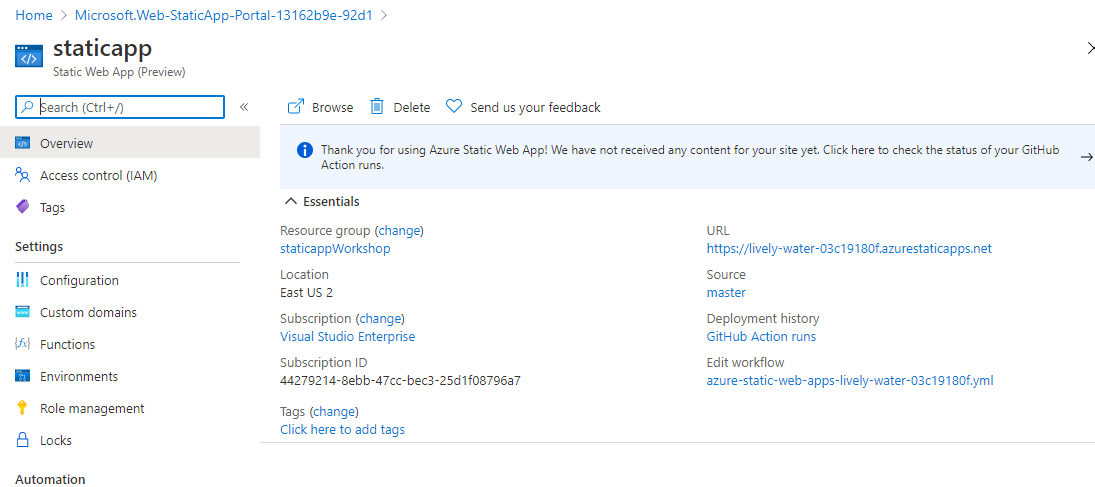 Home > Microsoft.Web-StaticApp-Portal-13162b9e-92d1 >
staticapp
Static Web App (Preview)
Search (Ctrl+/)
Overview
Access control (IAM)
Tags
Settings
Configuration
Custom domains
Functions
Environments
Role management
Locks
Automation
Browse
Delete
Send us your feedback
Thank you for using Azure Static Web App! We have not received any content for your site yet. Click here to check the status of your GitHub
Action runs.
Essentials
Resource group (change)
staticappWorkshop
Location
East US 2
Subscription (change)
Visual Studio Enterprise
Subscription ID
44279214-8ebb-47cc-bec3-25d1f08796a7
Tags (change)
Click here to add tags
URL
https://lively-water-03c19180f.azurestaticapps.net
Source
master
Deployment history
GitHub Action runs
Edit workflow
azure-static-web-apps-lively-water-03c19180f.yml